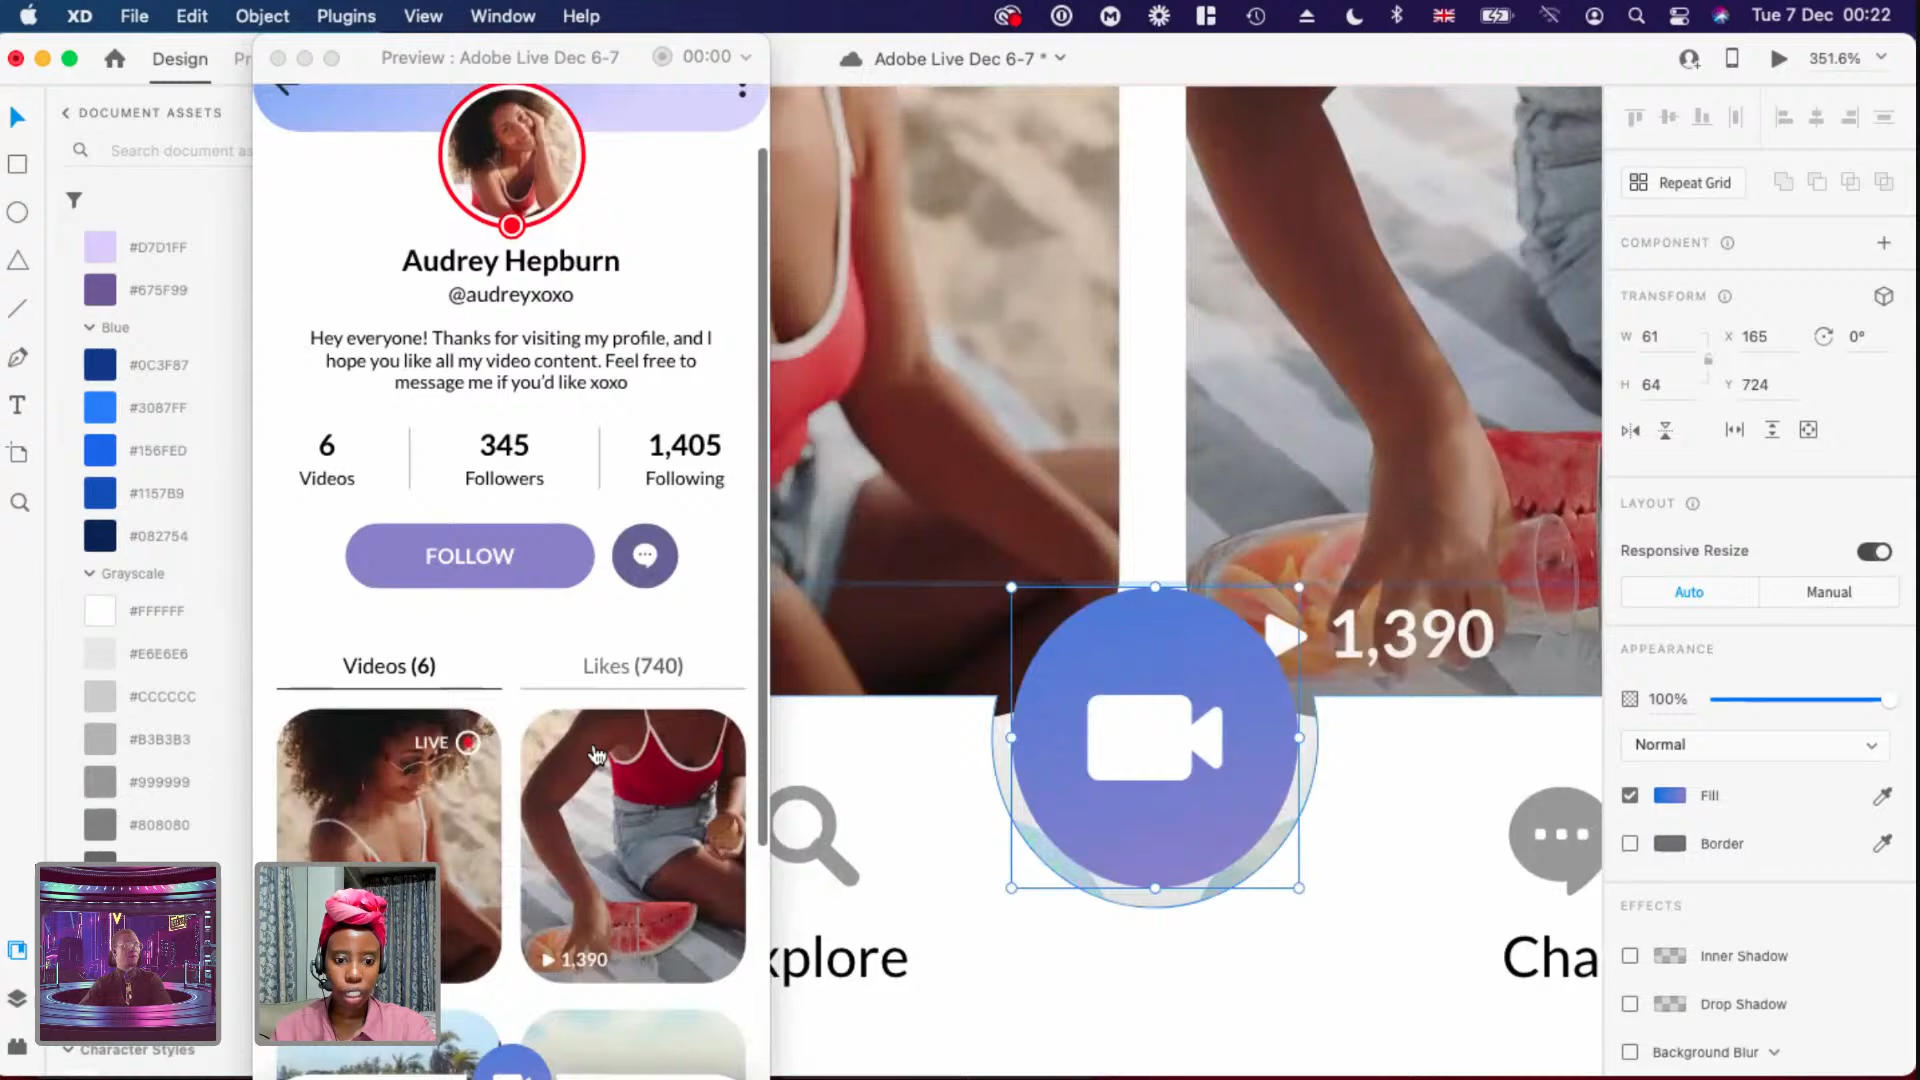 XD File Edit Object Plugins View Window Help
Tue 7 Dec 00:22
Design
Preview : Adobe Live Dec 6-7
00:00
Adobe Live Dec 6-7 *
351.6%
DOCUMENT ASSETS
Search document as
#D7D1FF
#675F99
Blue
#0C3F87
#3087FF
#156FED
#1157B9
#082754
Grayscale
#FFFFFF
#E6E6E6
#CCCCCC
#B3B3B3
#999999
#808080
Character Styles
Audrey Hepburn
@audreyxoxo
Hey everyone! Thanks for visiting my profile, and I
hope you like all my video content. Feel free to
message me if you’d like xoxo
6
Videos
345
Followers
1,405
Following
FOLLOW
Videos (6)
Likes (740)
LIVE
1,390
1,390
xplore
Cha
Repeat Grid
COMPONENT
TRANSFORM
W 61
X 165
0°
H 64
Y 724
LAYOUT
Responsive Resize
Auto
Manual
APPEARANCE
100%
Normal
Fill
Border
EFFECTS
Inner Shadow
Drop Shadow
Background Blur